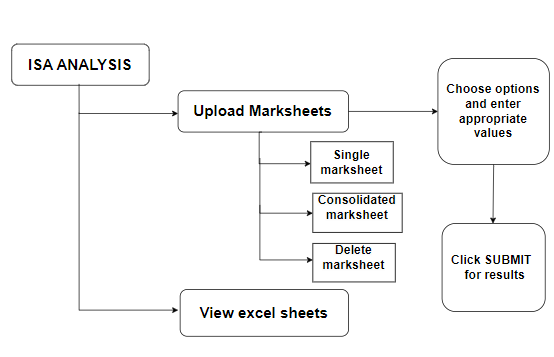 ISA ANALYSIS
Upload Marksheets
Choose options
and enter
appropriate
values
Single
marksheet
Consolidated
marksheet
Delete
marksheet
Click SUBMIT
for results
View excel sheets